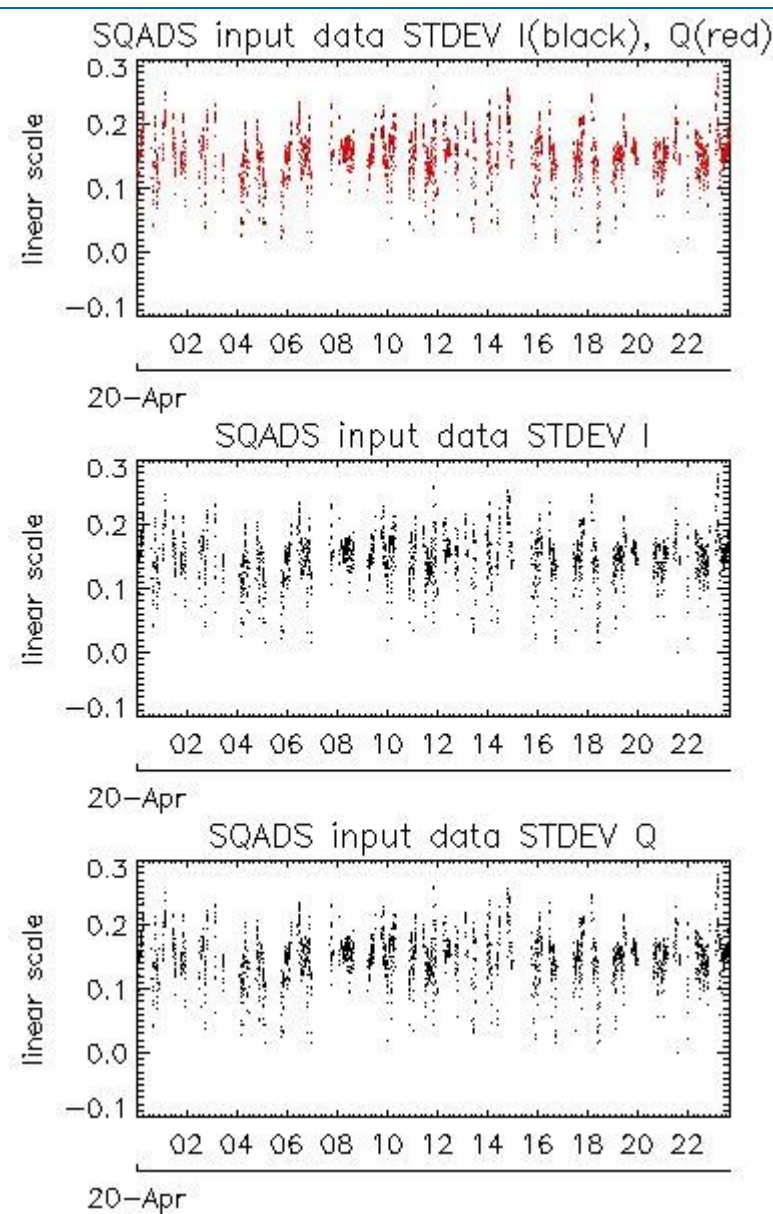 SQADS input data STDEV I(black), Q(red)
0.3
0.2
0.1
0.0
-0.1
linear scale
02 04 06 08 10 12 14 16 18 20 22
20-Apr
SQADS input data STDEV I
0.3
0.2
0.1
0.0
-0.1
linear scale
02 04 06 08 10 12 14 16 18 20 22
20-Apr
SQADS input data STDEV Q
0.3
0.2
0.1
0.0
-0.1
linear scale
02 04 06 08 10 12 14 16 18 20 22
20-Apr